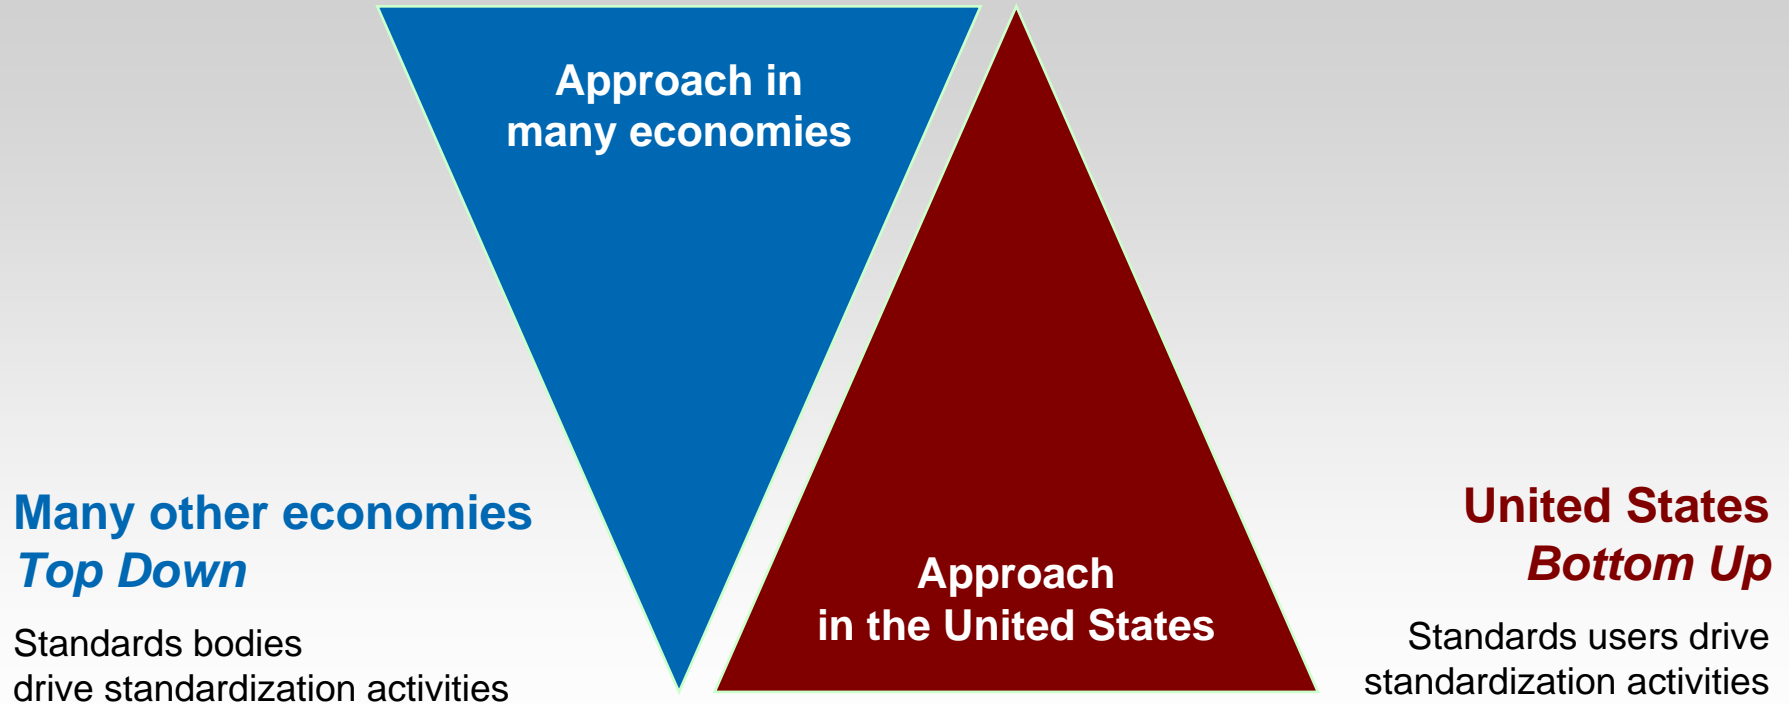 Approach in
many economies
Many other economies
Top Down
Standards bodies
drive standardization activities
Approach
in the United States
United States
Bottom Up
Standards users drive
standardization activities